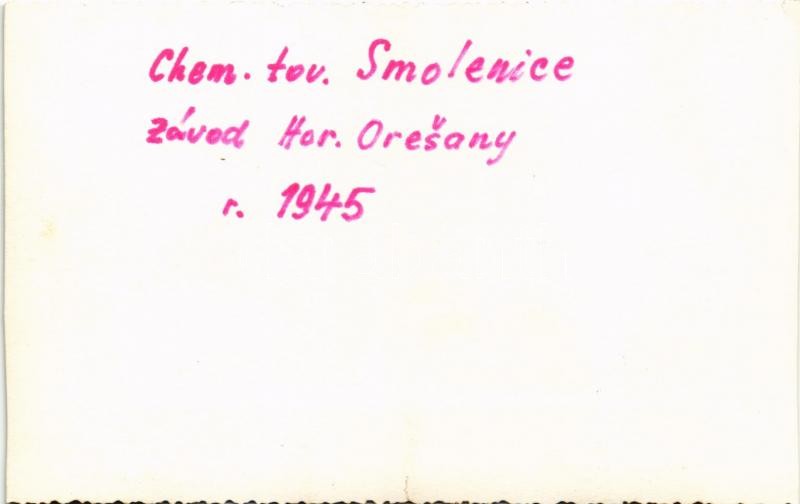 Chem. tov. Smolenice
Závod Hor. Orešany
r. 1945